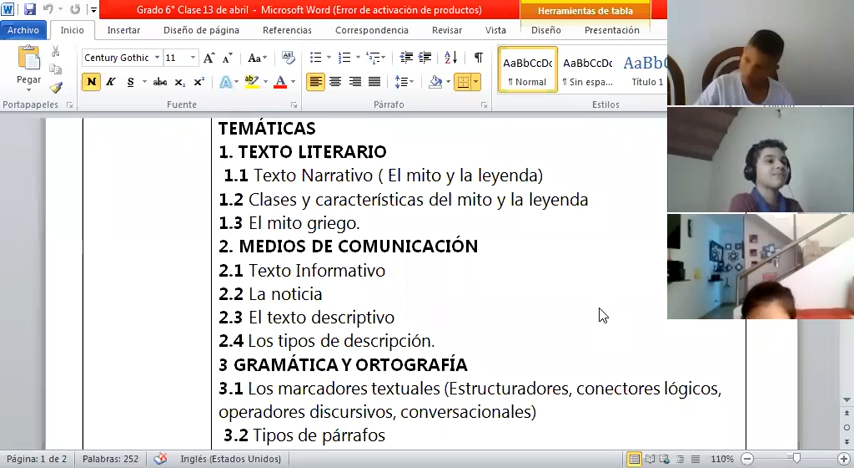 Grado 6° Clase 13 de abril - Microsoft Word (Error de activación de productos)
Herramientas de tabla
Archivo Inicio Insertar Diseño de página Referencias Correspondencia Revisar Vista Diseño Presentación
Century Gothic 11
Pegar
N K S abc x₂ x² A ab A
AaBbCcDc AaBbCcDc AaBbC
¶ Normal ¶ Sin espa... Título 1
Portapapeles Fuente Párrafo Estilos
TEMÁTICAS
1. TEXTO LITERARIO
1.1 Texto Narrativo ( El mito y la leyenda)
1.2 Clases y características del mito y la leyenda
1.3 El mito griego.
2. MEDIOS DE COMUNICACIÓN
2.1 Texto Informativo
2.2 La noticia
2.3 El texto descriptivo
2.4 Los tipos de descripción.
3 GRAMÁTICA Y ORTOGRAFÍA
3.1 Los marcadores textuales (Estructuradores, conectores lógicos,
operadores discursivos, conversacionales)
3.2 Tipos de párrafos
Página: 1 de 2 Palabras: 252 Inglés (Estados Unidos) 110%